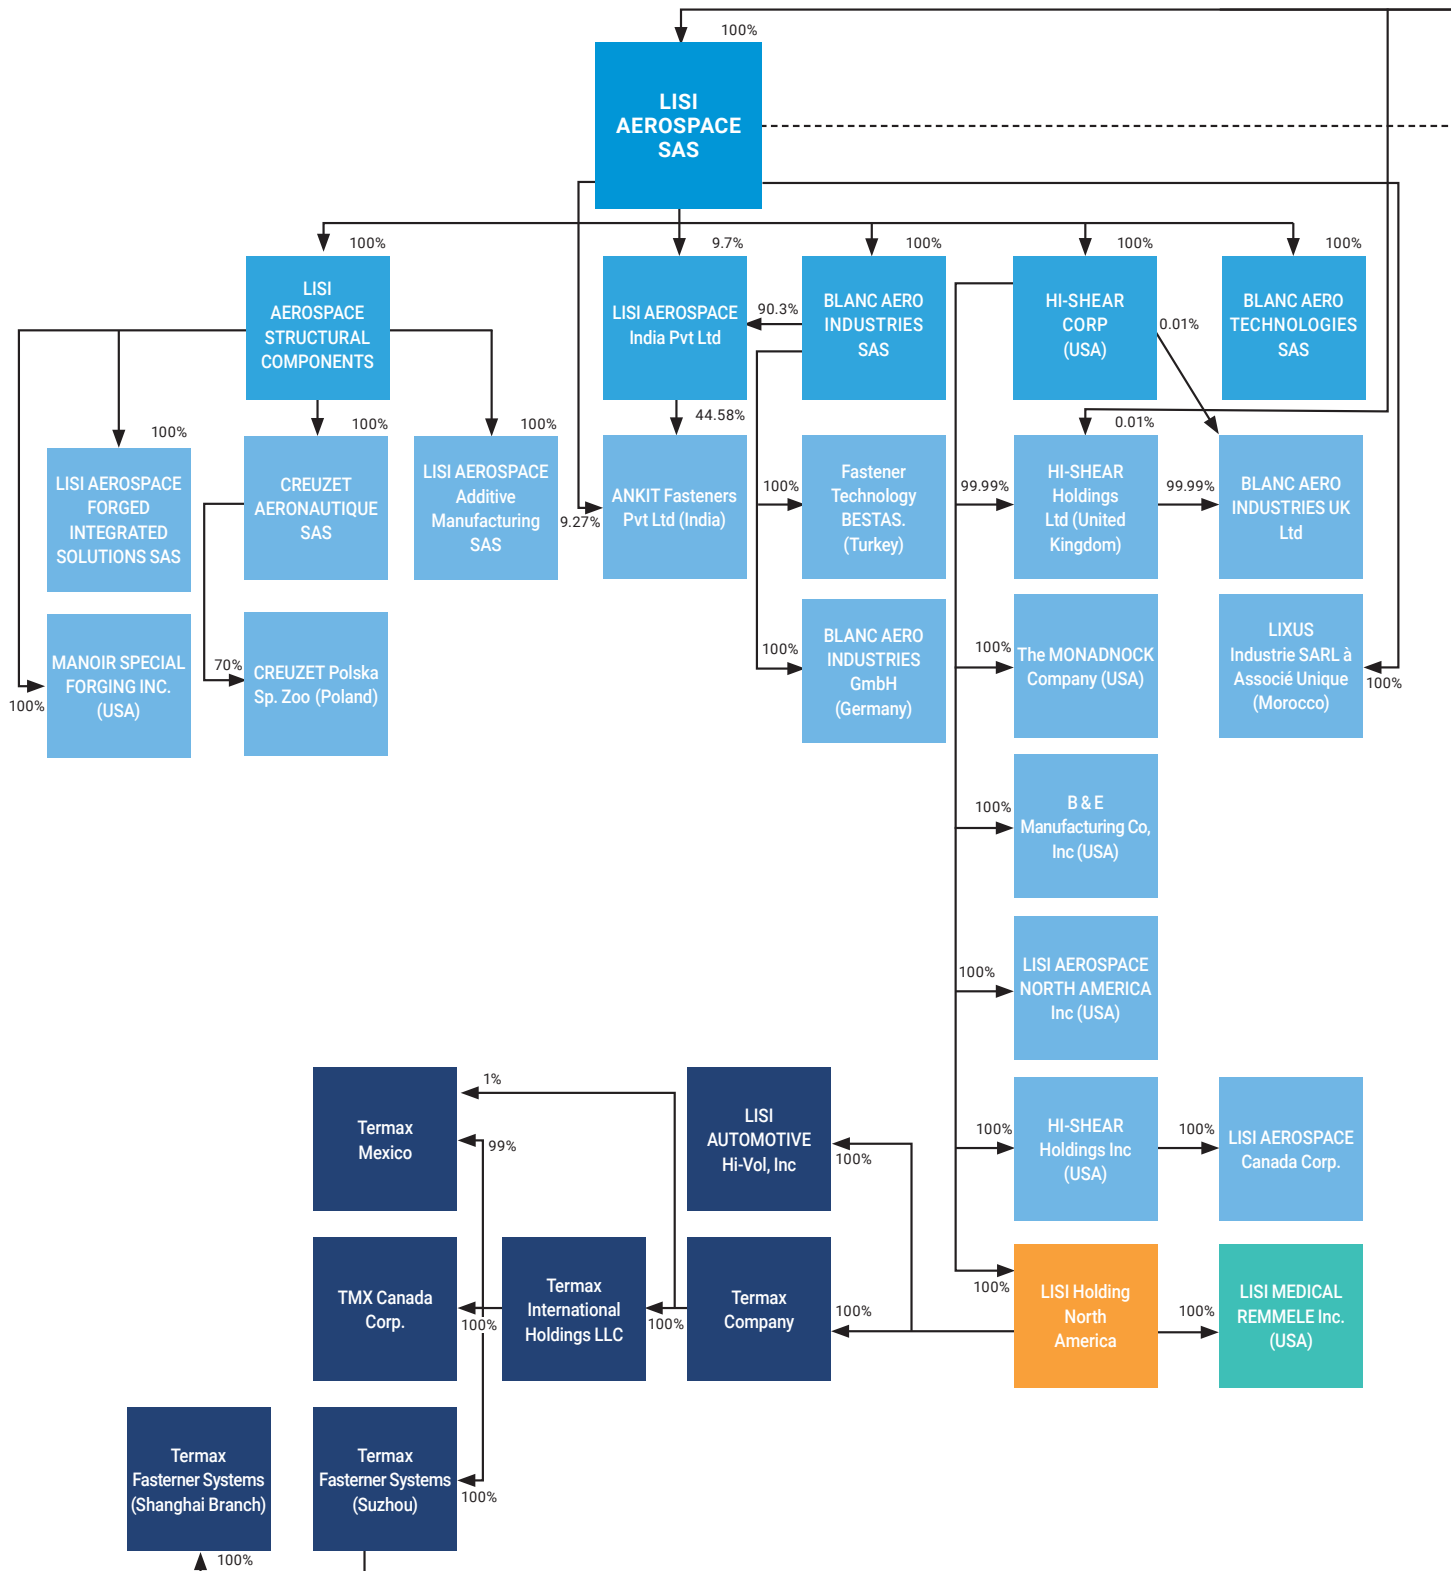 100%
LISI
AEROSPACE
SAS
100%
9.7%
100%
100%
100%
LISI
AEROSPACE
STRUCTURAL
COMPONENTS
LISI AEROSPACE
India Pvt Ltd
90.3%
BLANC AERO
INDUSTRIES
SAS
HI-SHEAR
CORP
(USA)
0.01%
BLANC AERO
TECHNOLOGIES
SAS
100%
100%
100%
44.58%
0.01%
LISI AEROSPACE
FORGED
INTEGRATED
SOLUTIONS SAS
CREUZET
AERONAUTIQUE
SAS
LISI AEROSPACE
Additive
Manufacturing
SAS
9.27%
ANKIT Fasteners
Pvt Ltd (India)
100%
Fastener
Technology
BESTAS.
(Turkey)
99.99%
HI-SHEAR
Holdings
Ltd (United
Kingdom)
99.99%
BLANC AERO
INDUSTRIES UK
Ltd
100%
MANOIR SPECIAL
FORGING INC.
(USA)
70%
CREUZET Polska
Sp. Zoo (Poland)
100%
BLANC AERO
INDUSTRIES
GmbH
(Germany)
100%
The MONADNOCK
Company (USA)
LIXUS
Industrie SARL à
Associé Unique
(Morocco)
100%
100%
B & E
Manufacturing Co,
Inc (USA)
100%
LISI AEROSPACE
NORTH AMERICA
Inc (USA)
1%
Termax
Mexico
99%
LISI
AUTOMOTIVE
Hi-Vol, Inc
100%
100%
HI-SHEAR
Holdings Inc
(USA)
100%
LISI AEROSPACE
Canada Corp.
TMX Canada
Corp.
100%
Termax
International
Holdings LLC
100%
Termax
Company
100%
100%
LISI Holding
North
America
100%
LISI MEDICAL
REMMELE Inc.
(USA)
Termax
Fasterner Systems
(Shanghai Branch)
Termax
Fasterner Systems
(Suzhou)
100%
100%